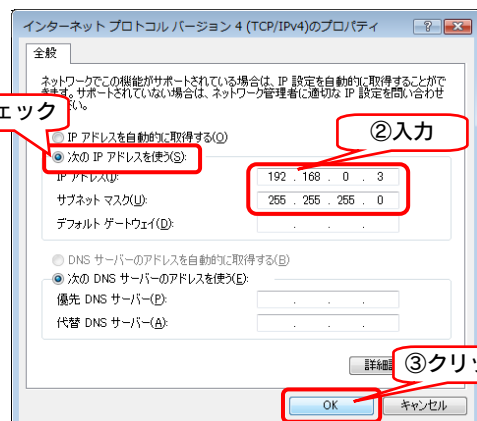 インターネット プロトコル バージョン 4 (TCP/IPv4)のプロパティ
全般
ネットワークでこの機能がサポートされている場合は、IP 設定を自動的に取得することがで
きます。サポートされていない場合は、ネットワーク管理者に適切な IP 設定を問い合わせ
い。
ェック
IP アドレスを自動的に取得する(O)
②入力
次の IP アドレスを使う(S):
IP アドレス(I):
192 . 168 . 0 . 3
サブネット マスク(U):
255 . 255 . 255 . 0
デフォルト ゲートウェイ(D):
. . .
DNS サーバーのアドレスを自動的に取得する(B)
次の DNS サーバーのアドレスを使う(E):
優先 DNS サーバー(P):
. . .
代替 DNS サーバー(A):
. . .
詳細
③クリッ
OK
キャンセル